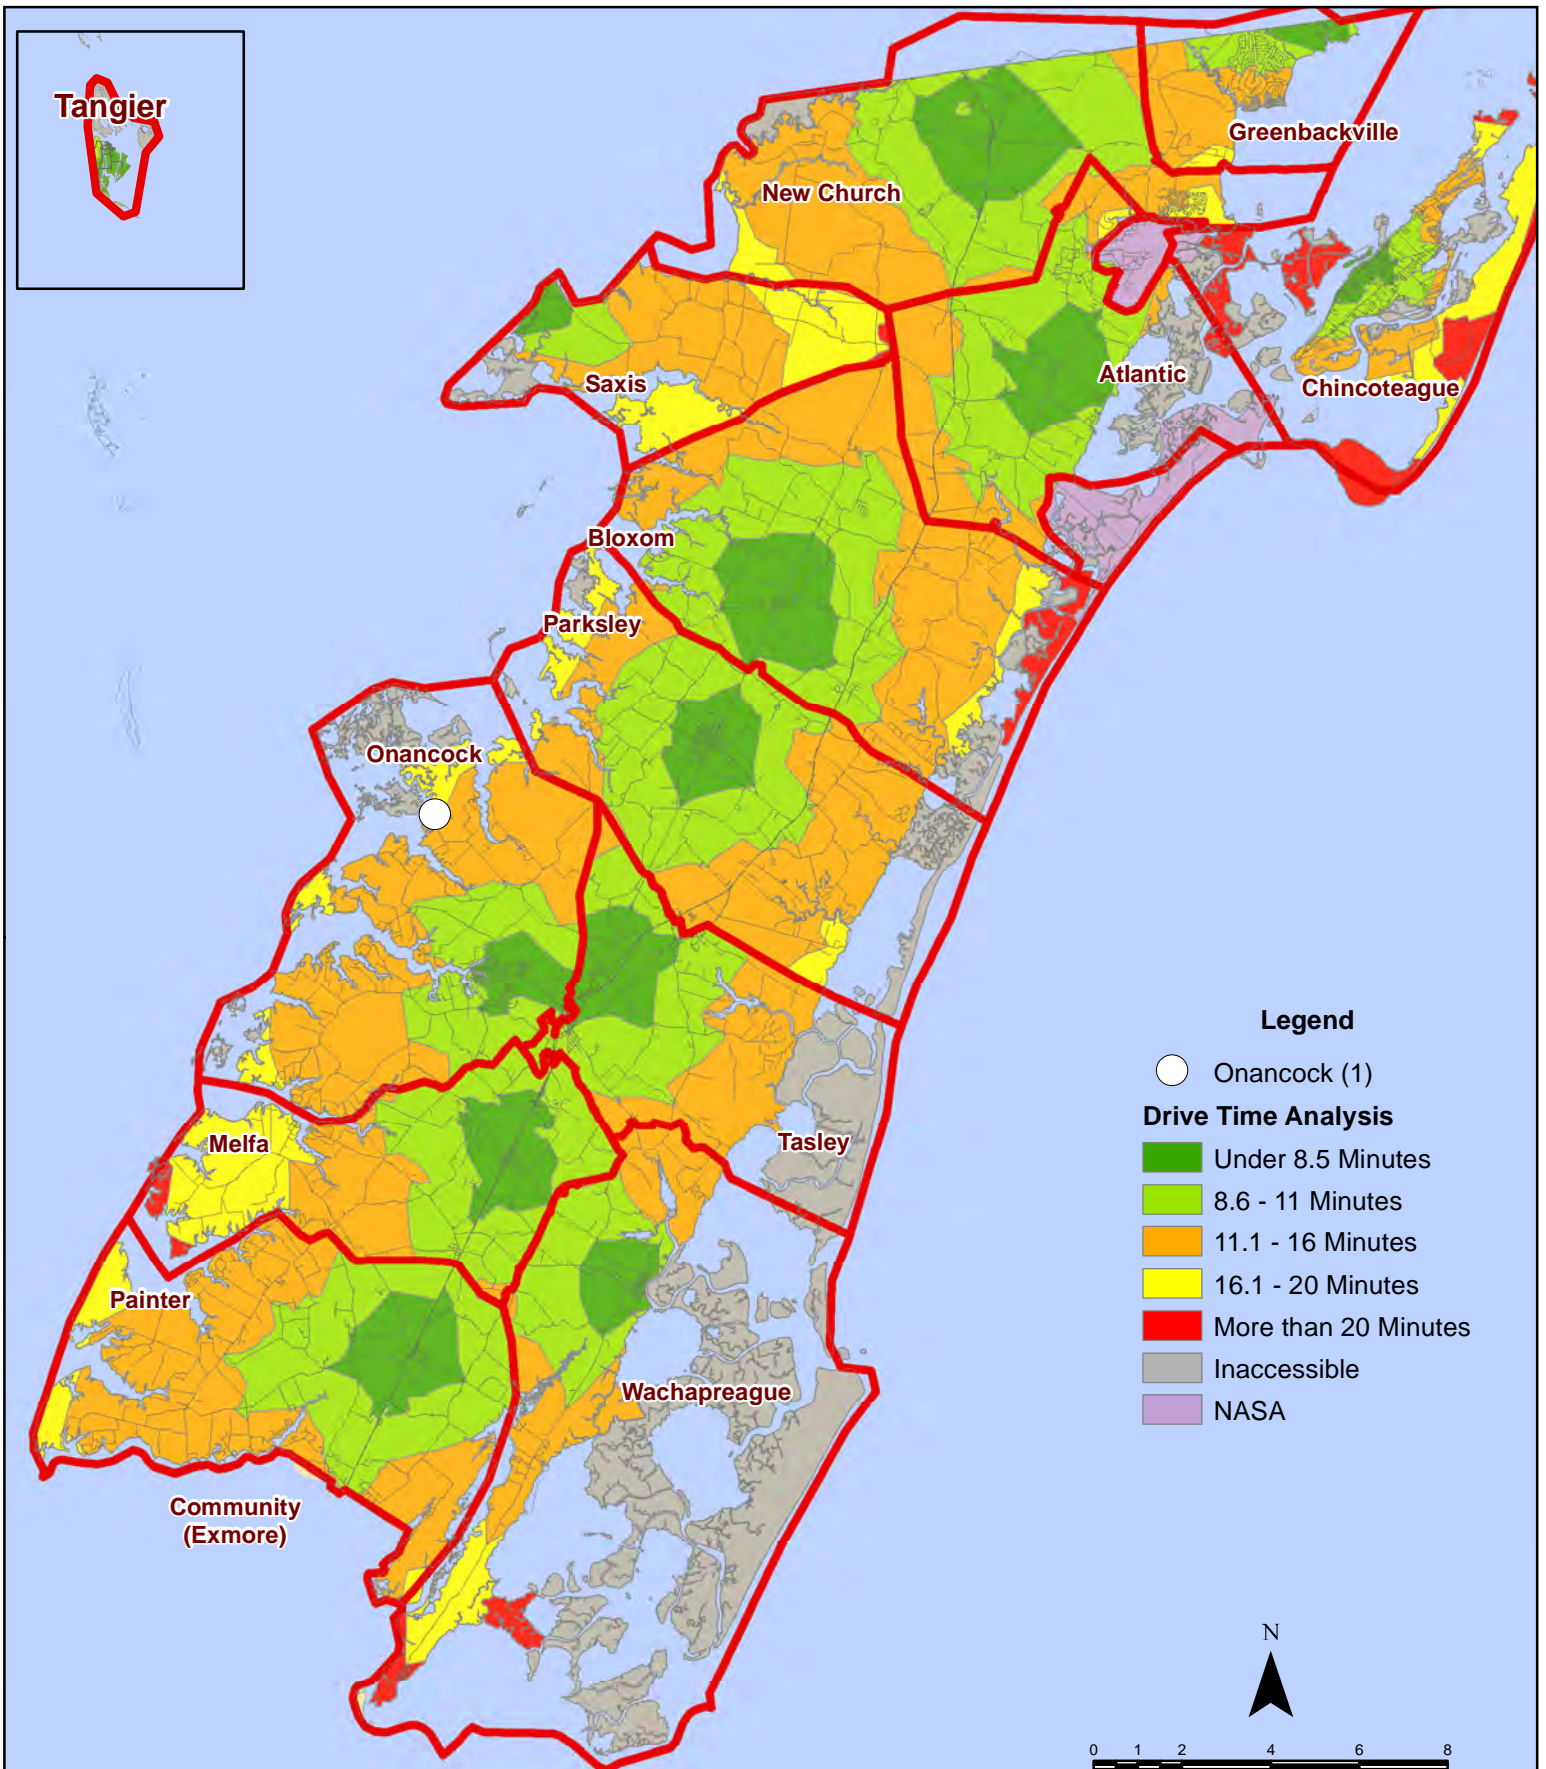 Tangier
Greenbackville
New Church
Atlantic
Saxis
Chincoteague
Bloxom
Parksley
Onancock
Melfa
Tasley
Painter
Wachapreague
Community
(Exmore)
Legend
Onancock (1)
Drive Time Analysis
Under 8.5 Minutes
8.6 - 11 Minutes
11.1 - 16 Minutes
16.1 - 20 Minutes
More than 20 Minutes
Inaccessible
NASA
N
0 1 2 4 6 8